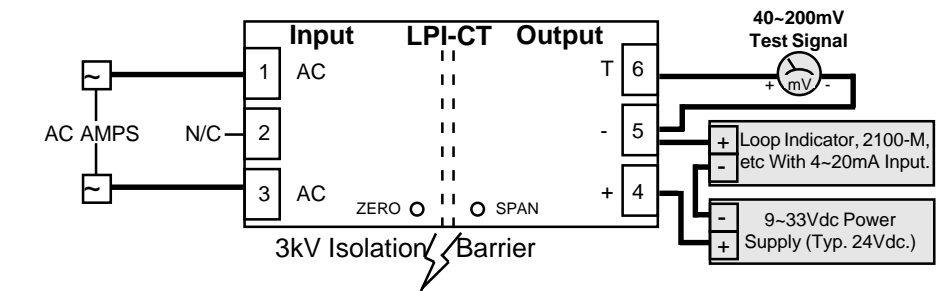 40~200mV
Test Signal
Input LPI-CT Output
~ 1 AC T 6 + mV. -
AC AMPS N/C 2 - 5 + Loop Indicator, 2100-M,
- etc With 4~20mA Input.
~ 3 AC + 4
ZERO SPAN
- 9~33Vdc Power
+ Supply (Typ. 24Vdc.)
3kV Isolation Barrier